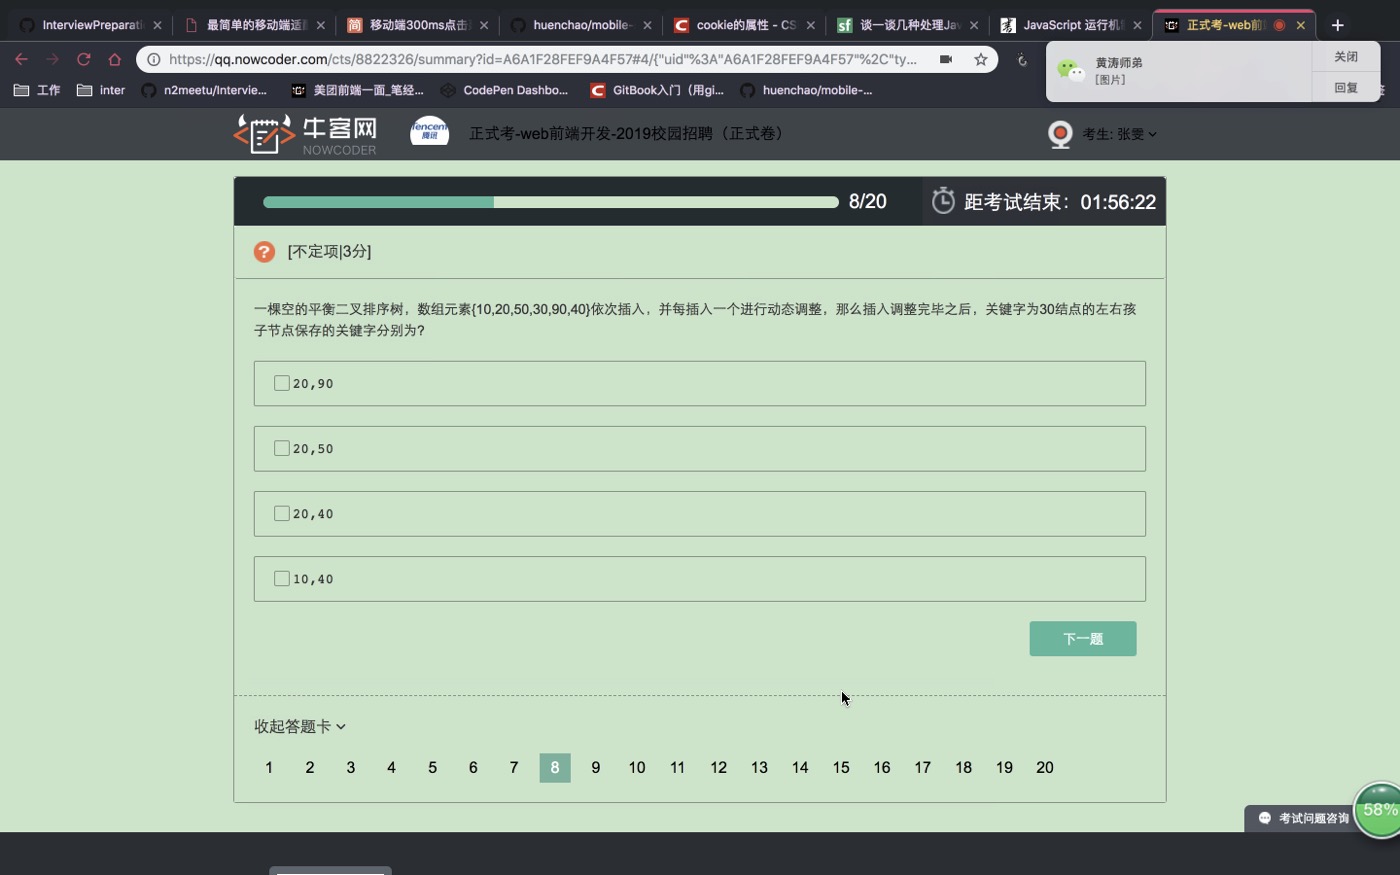 InterviewPreparati
最简单的移动端适
移动端300ms点击
huenchao/mobile-
cookie的属性 - CS
谈一谈几种处理Jav
JavaScript 运行机
正式考-web前
https://qq.nowcoder.com/cts/8822326/summary?id=A6A1F28FEF9A4F57#4/{"uid"%3A"A6A1F28FEF9A4F57"%2C"ty...
黄涛师弟
[图片]
关闭
回复
工作
inter
n2meetu/Intervie...
美团前端一面_笔经...
CodePen Dashbo...
GitBook入门（用gi...
huenchao/mobile-...
牛客网
NOWCODER
Tencent
腾讯
正式考-web前端开发-2019校园招聘（正式卷）
考生: 张雯
8/20
距考试结束：01:56:22
[不定项|3分]
一棵空的平衡二叉排序树，数组元素{10,20,50,30,90,40}依次插入，并每插入一个进行动态调整，那么插入调整完毕之后，关键字为30结点的左右孩
子节点保存的关键字分别为?
20,90
20,50
20,40
10,40
下一题
收起答题卡
1 2 3 4 5 6 7 8 9 10 11 12 13 14 15 16 17 18 19 20
考试问题咨询
58%